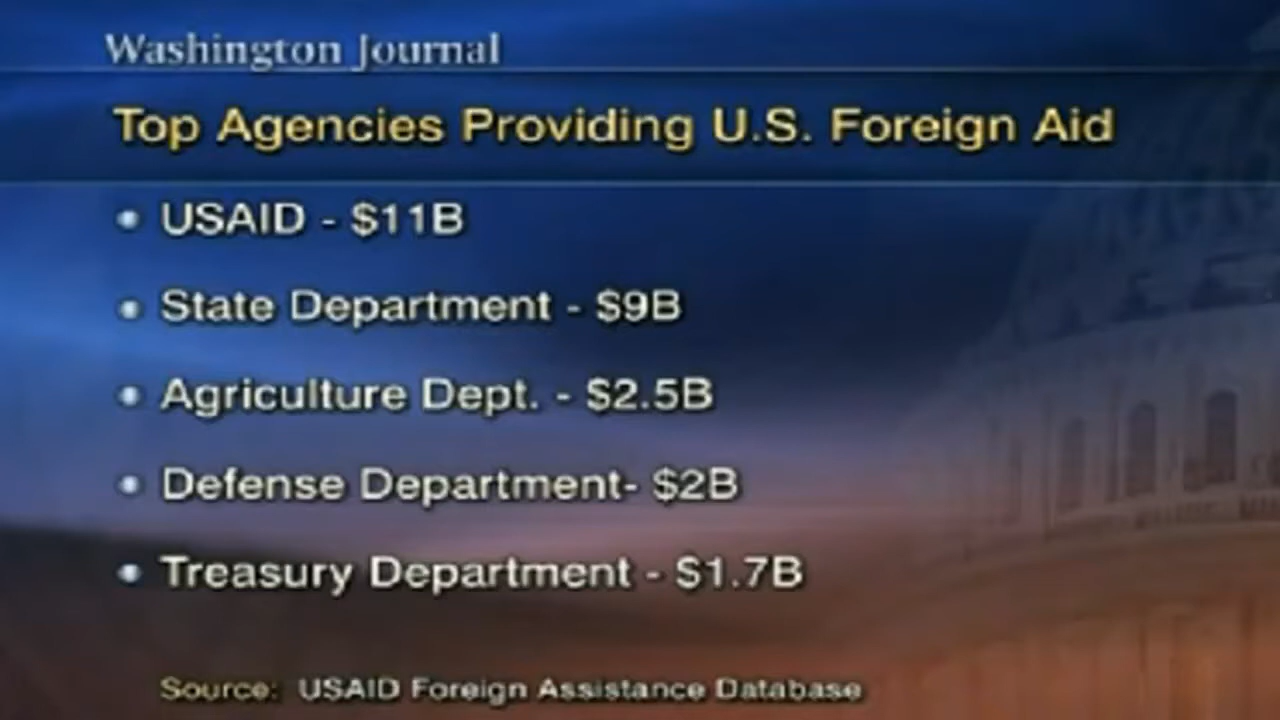 Washington Journal
Top Agencies Providing U.S. Foreign Aid
• USAID - $11B
• State Department - $9B
• Agriculture Dept. - $2.5B
• Defense Department- $2B
• Treasury Department - $1.7B
Source: USAID Foreign Assistance Database